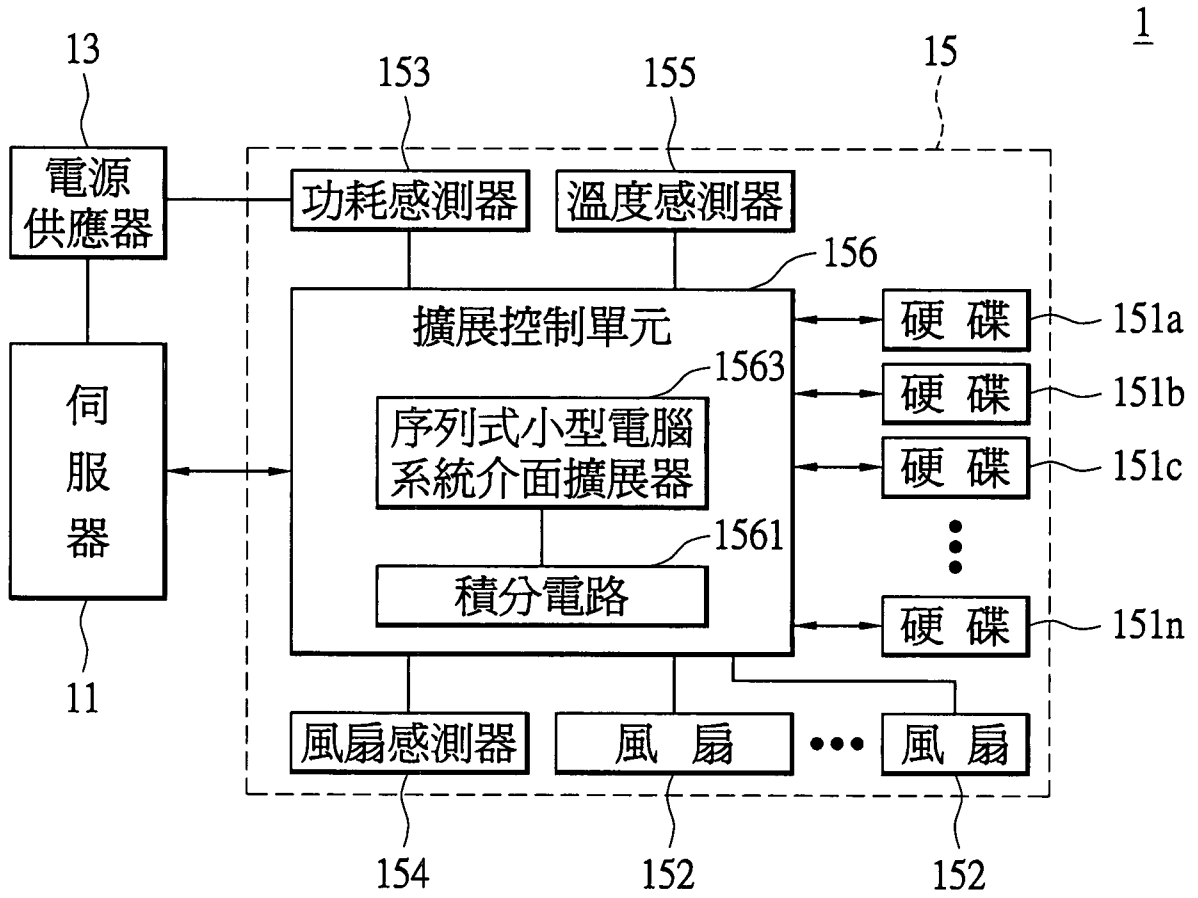 1
13
153
155
15
電源
供應器
功耗感測器
溫度感測器
156
擴展控制單元
硬碟
151a
1563
硬碟
151b
伺
服
器
序列式小型電腦
系統介面擴展器
硬碟
151c
1561
積分電路
硬碟
151n
11
風扇感測器
風扇
風扇
154
152
152